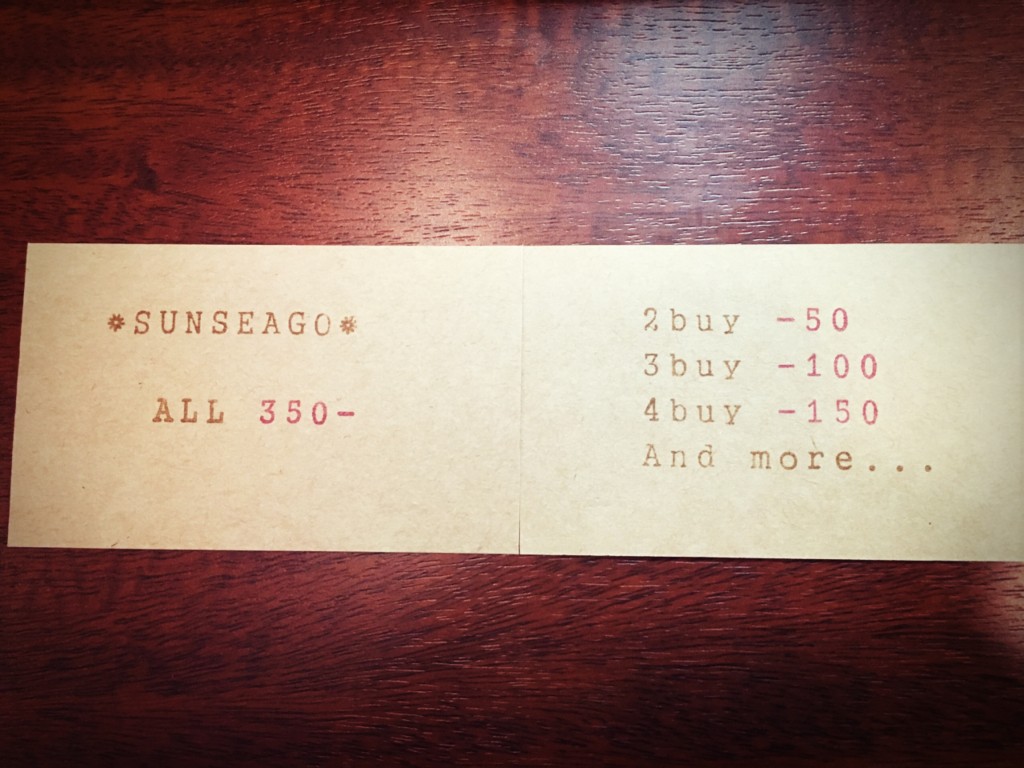 *SUNSEAGO*
ALL 350-
2buy -50
3buy -100
4buy -150
And more...